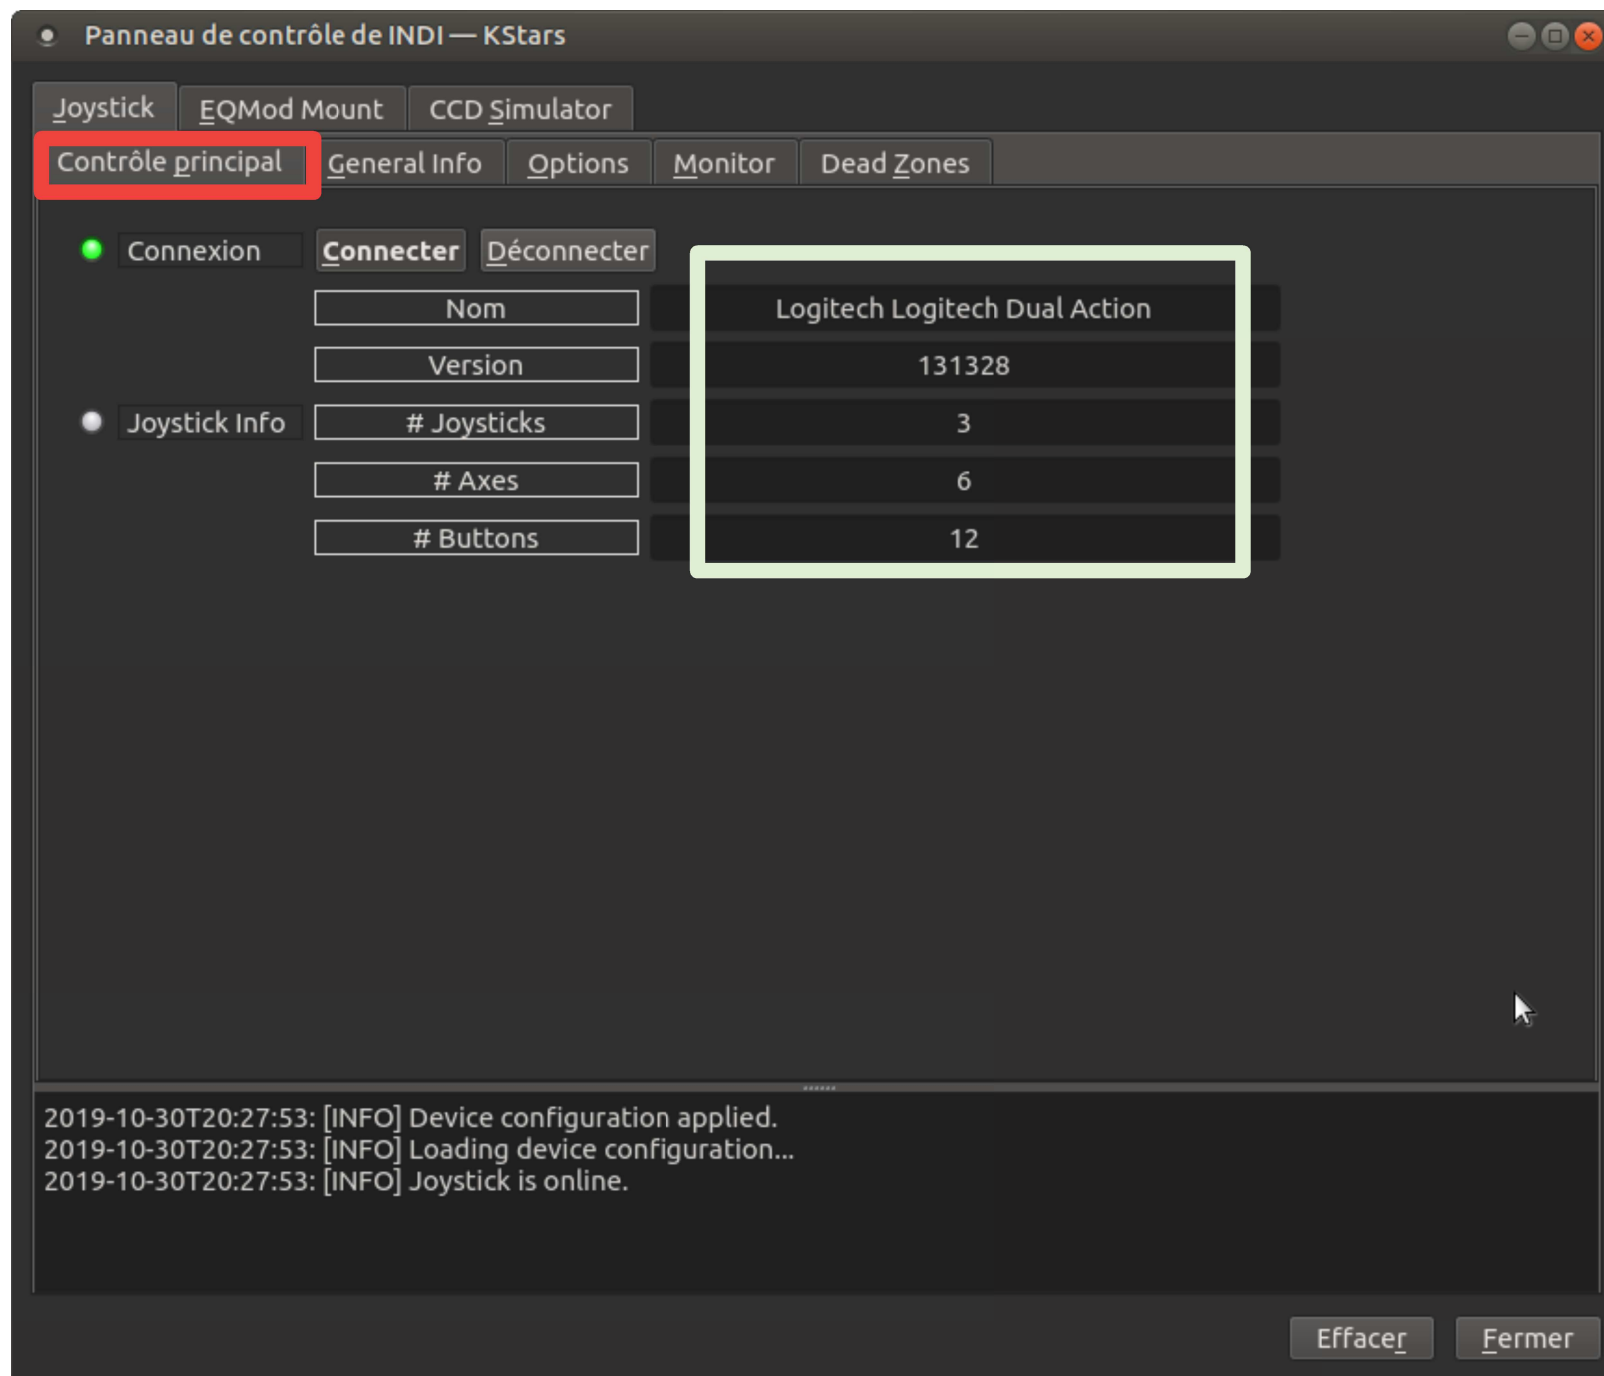 Panneau de contrôle de INDI — KStars
Joystick EQMod Mount CCD Simulator
Contrôle principal General Info Options Monitor Dead Zones
Connexion Connecter Déconnecter
Nom Logitech Logitech Dual Action
Version 131328
Joystick Info # Joysticks 3
# Axes 6
# Buttons 12
2019-10-30T20:27:53: [INFO] Device configuration applied.
2019-10-30T20:27:53: [INFO] Loading device configuration...
2019-10-30T20:27:53: [INFO] Joystick is online.
Effacer Fermer